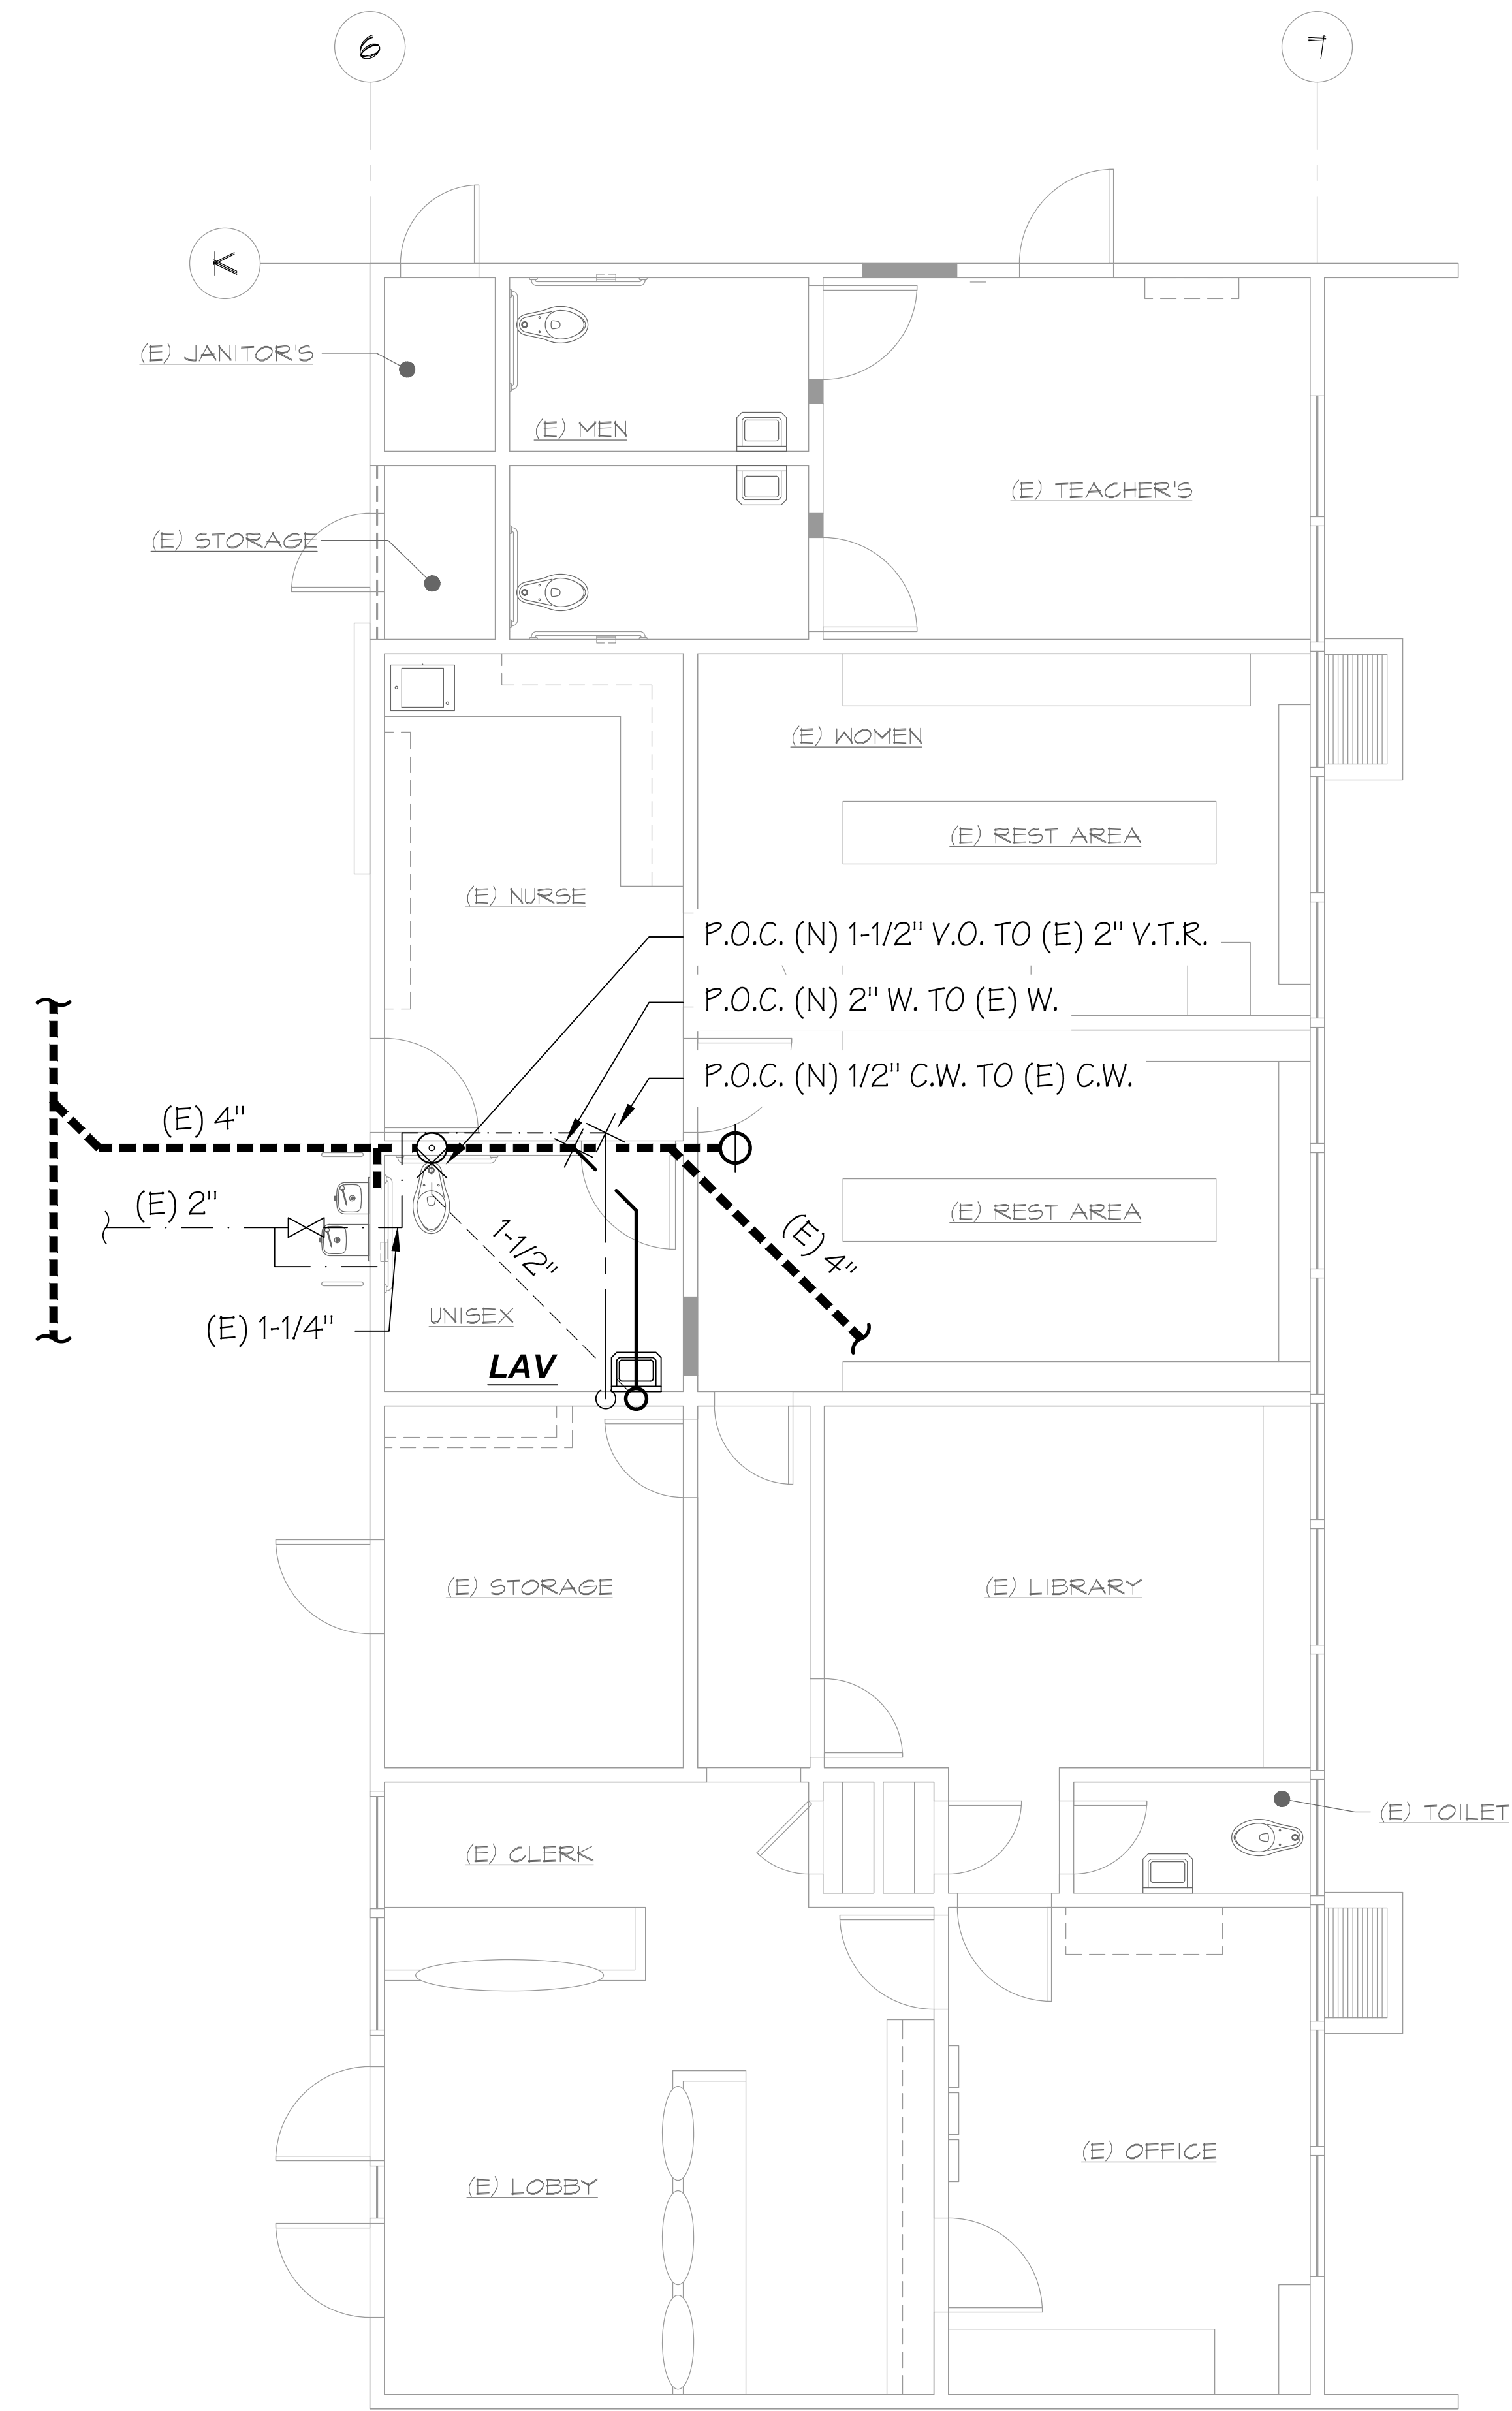 6
7
K
(E) JANITOR'S
(E) MEN
(E) TEACHER'S
(E) STORAGE
(E) WOMEN
(E) REST AREA
(E) NURSE
P.O.C. (N) 1-1/2" V.O. TO (E) 2" V.T.R.
P.O.C. (N) 2" W. TO (E) W.
P.O.C. (N) 1/2" C.W. TO (E) C.W.
(E) 4"
(E) 2"
(E) REST AREA
1-1/2"
(E) 4"
UNISEX
(E) 1-1/4"
LAV
(E) STORAGE
(E) LIBRARY
(E) TOILET
(E) CLERK
(E) OFFICE
(E) LOBBY